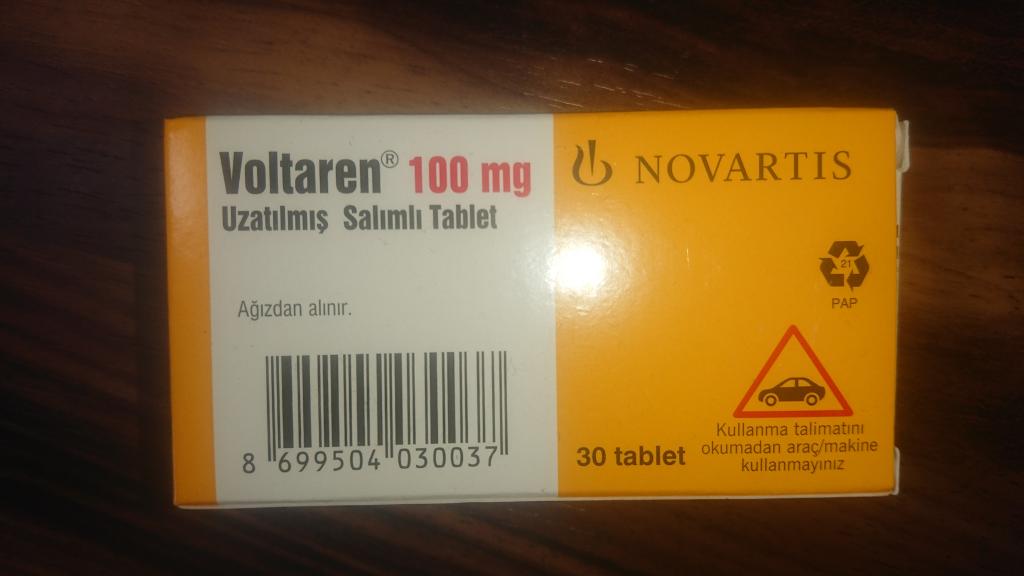 Voltaren® 100 mg
Uzatılmış Salımlı Tablet
Ağızdan alınır.
8 699504 030037
NOVARTIS
21
PAP
30 tablet
Kullanma talimatını
okumadan araç/makine
kullanmayınız